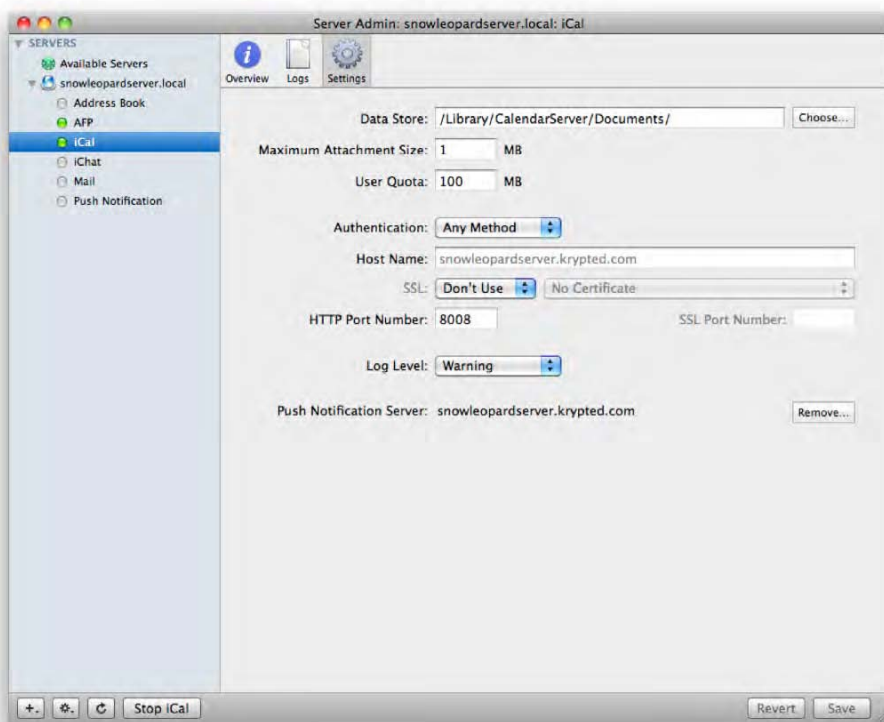 Server Admin: snowleopardserver.local: iCal
SERVERS
Available Servers
snowleopardserver.local
Address Book
AFP
iCal
iChat
Mail
Push Notification
Overview Logs Settings
Data Store: /Library/CalendarServer/Documents/ Choose...
Maximum Attachment Size: 1 MB
User Quota: 100 MB
Authentication: Any Method
Host Name: snowleopardserver.krypted.com
SSL: Don't Use No Certificate
HTTP Port Number: 8008 SSL Port Number:
Log Level: Warning
Push Notification Server: snowleopardserver.krypted.com Remove...
Stop iCal Revert Save